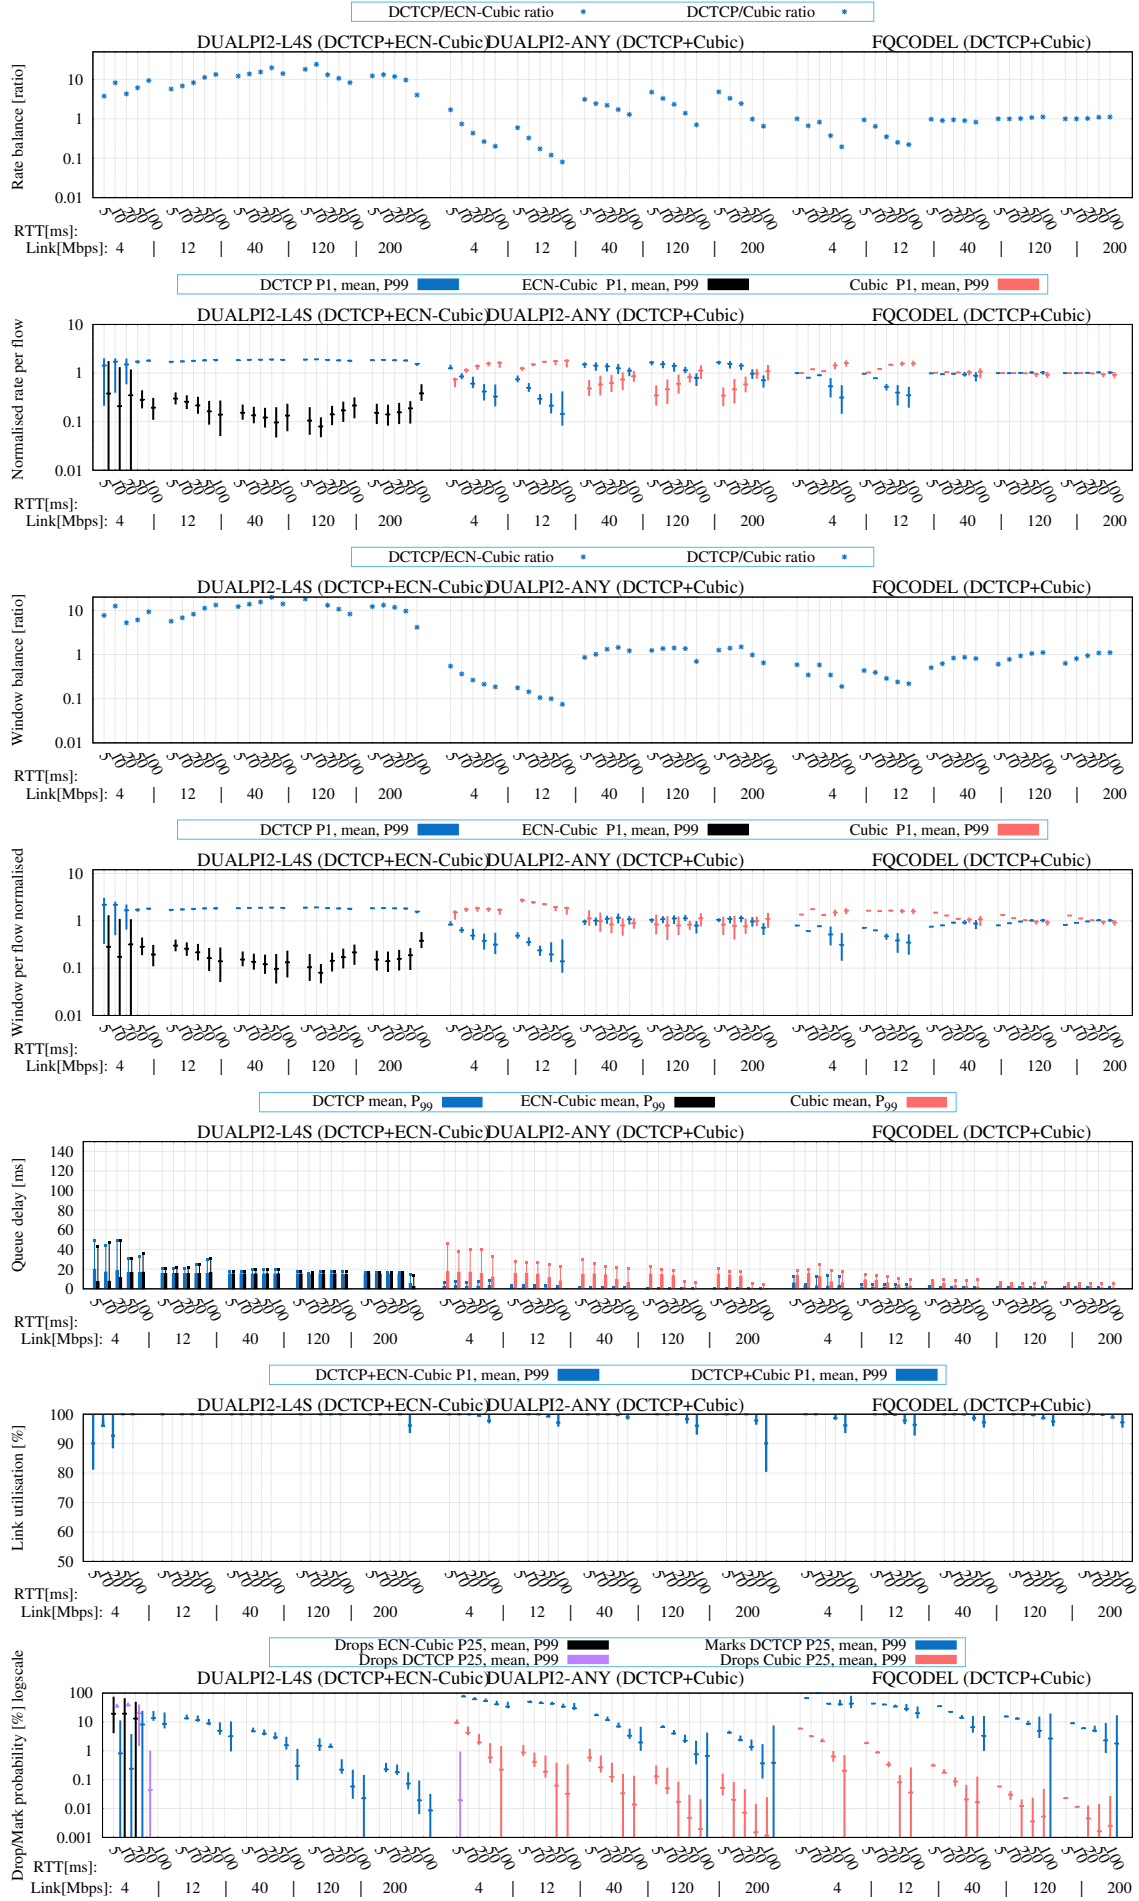 DCTCP/ECN-Cubic ratio DCTCP/Cubic ratio
DUALPI2-L4S (DCTCP+ECN-Cubic) DUALPI2-ANY (DCTCP+Cubic) FQCODEL (DCTCP+Cubic)
Rate balance [ratio]
10
1
0.1
0.01
RTT[ms]:
Link[Mbps]: 4 | 12 | 40 | 120 | 200 4 | 12 | 40 | 120 | 200 4 | 12 | 40 | 120 | 200
DCTCP P1, mean, P99 ECN-Cubic P1, mean, P99 Cubic P1, mean, P99
DUALPI2-L4S (DCTCP+ECN-Cubic) DUALPI2-ANY (DCTCP+Cubic) FQCODEL (DCTCP+Cubic)
Normalised rate per flow
10
1
0.1
0.01
RTT[ms]:
Link[Mbps]: 4 | 12 | 40 | 120 | 200 4 | 12 | 40 | 120 | 200 4 | 12 | 40 | 120 | 200
DCTCP/ECN-Cubic ratio DCTCP/Cubic ratio
DUALPI2-L4S (DCTCP+ECN-Cubic) DUALPI2-ANY (DCTCP+Cubic) FQCODEL (DCTCP+Cubic)
Window balance [ratio]
10
1
0.1
0.01
RTT[ms]:
Link[Mbps]: 4 | 12 | 40 | 120 | 200 4 | 12 | 40 | 120 | 200 4 | 12 | 40 | 120 | 200
DCTCP P1, mean, P99 ECN-Cubic P1, mean, P99 Cubic P1, mean, P99
DUALPI2-L4S (DCTCP+ECN-Cubic) DUALPI2-ANY (DCTCP+Cubic) FQCODEL (DCTCP+Cubic)
Window per flow normalised
10
1
0.1
0.01
RTT[ms]:
Link[Mbps]: 4 | 12 | 40 | 120 | 200 4 | 12 | 40 | 120 | 200 4 | 12 | 40 | 120 | 200
DCTCP mean, P99 ECN-Cubic mean, P99 Cubic mean, P99
DUALPI2-L4S (DCTCP+ECN-Cubic) DUALPI2-ANY (DCTCP+Cubic) FQCODEL (DCTCP+Cubic)
Queue delay [ms]
140
120
100
80
60
40
20
0
RTT[ms]:
Link[Mbps]: 4 | 12 | 40 | 120 | 200 4 | 12 | 40 | 120 | 200 4 | 12 | 40 | 120 | 200
DCTCP+ECN-Cubic P1, mean, P99 DCTCP+Cubic P1, mean, P99
DUALPI2-L4S (DCTCP+ECN-Cubic) DUALPI2-ANY (DCTCP+Cubic) FQCODEL (DCTCP+Cubic)
Link utilisation [%]
100
90
80
70
60
50
RTT[ms]:
Link[Mbps]: 4 | 12 | 40 | 120 | 200 4 | 12 | 40 | 120 | 200 4 | 12 | 40 | 120 | 200
Drops ECN-Cubic P25, mean, P99 Marks DCTCP P25, mean, P99
Drops DCTCP P25, mean, P99 Drops Cubic P25, mean, P99
DUALPI2-L4S (DCTCP+ECN-Cubic) DUALPI2-ANY (DCTCP+Cubic) FQCODEL (DCTCP+Cubic)
Drop/Mark probability [%] logscale
100
10
1
0.1
0.01
0.001
RTT[ms]:
Link[Mbps]: 4 | 12 | 40 | 120 | 200 4 | 12 | 40 | 120 | 200 4 | 12 | 40 | 120 | 200